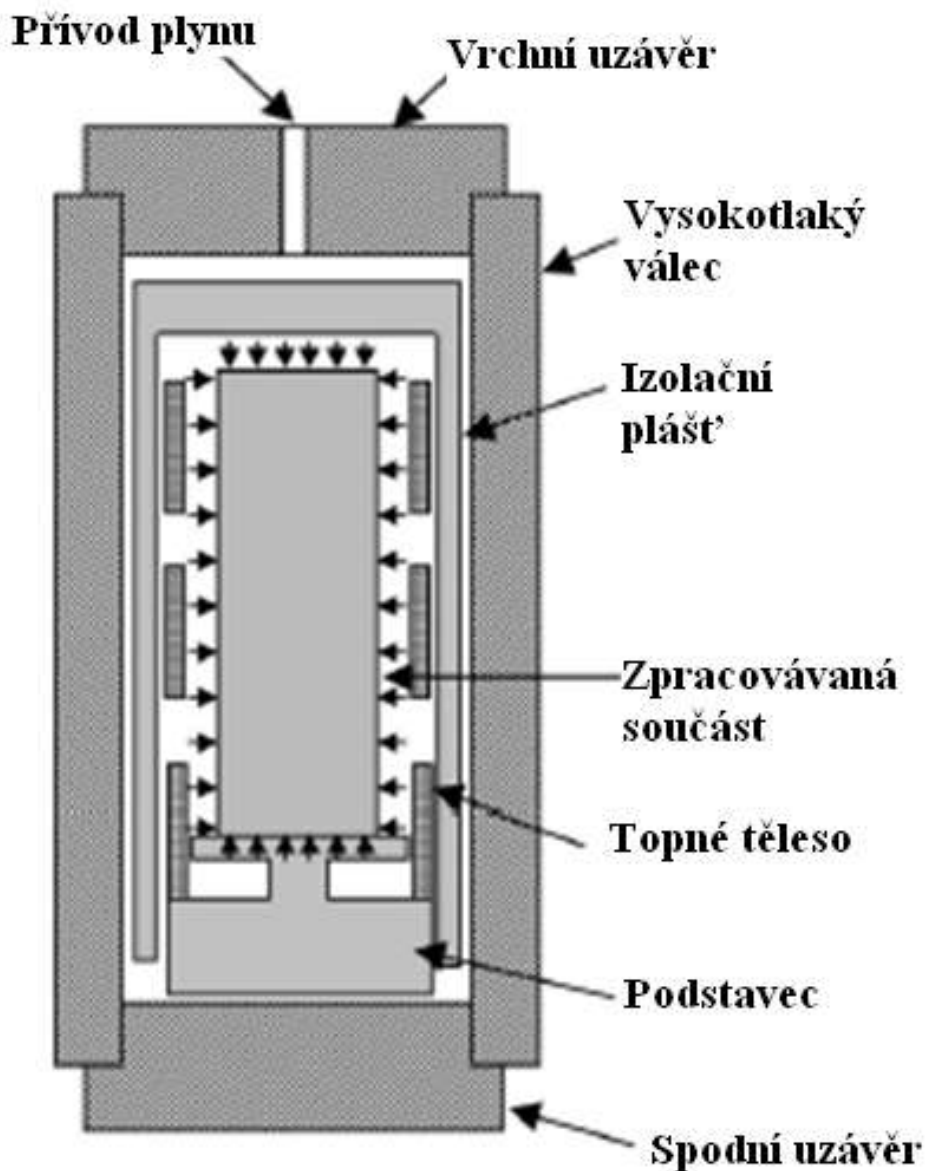 Přívod plynu
Vrchní uzávěr
Vysokotlaký
válec
Izolační
plášť
Zpracovávaná
součást
Topné těleso
Podstavec
Spodní uzávěr